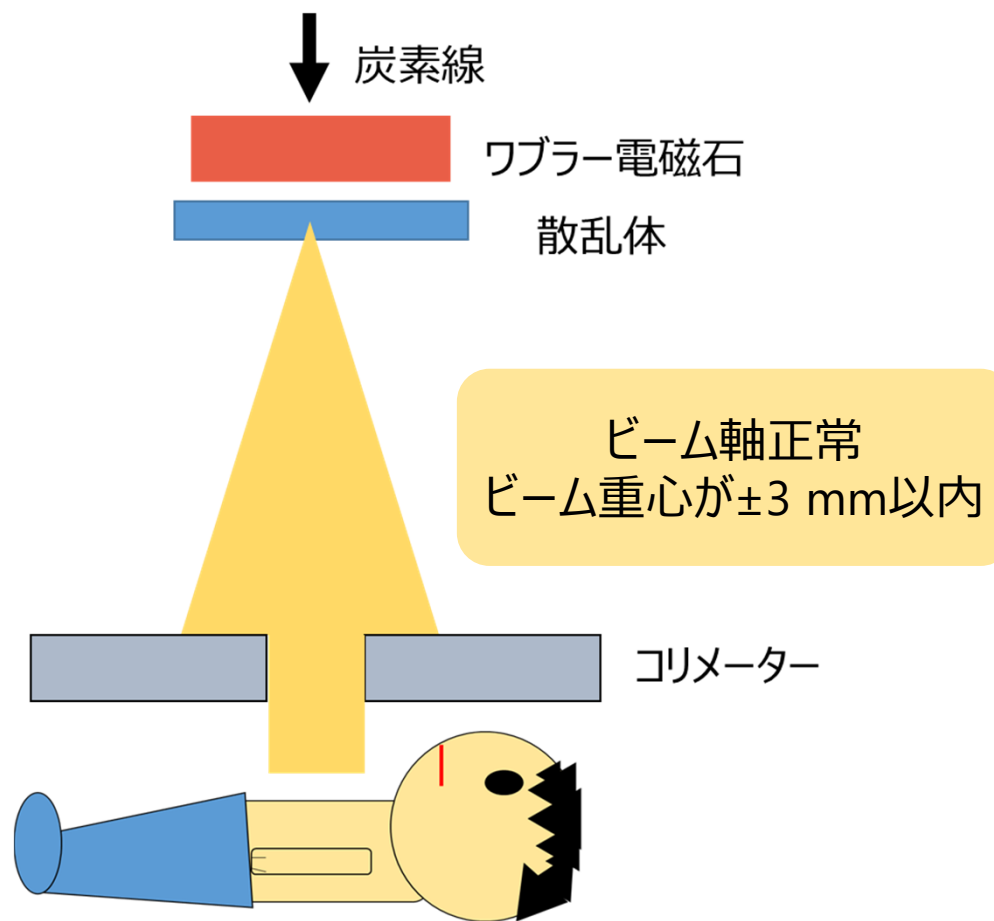 炭素線
ワブラー電磁石
散乱体
ビーム軸正常
ビーム重心が±3 mm以内
コリメーター